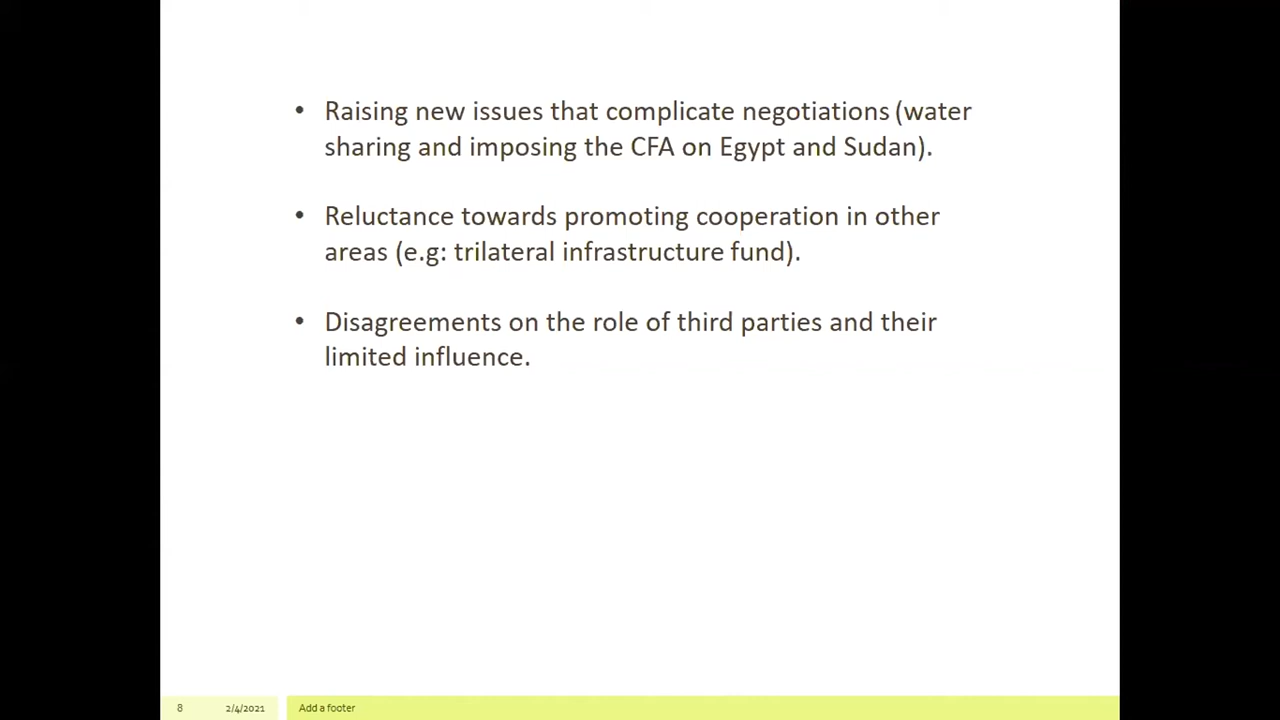 • Raising new issues that complicate negotiations (water
sharing and imposing the CFA on Egypt and Sudan).
• Reluctance towards promoting cooperation in other
areas (e.g: trilateral infrastructure fund).
• Disagreements on the role of third parties and their
limited influence.
8 2/4/2021 Add a footer